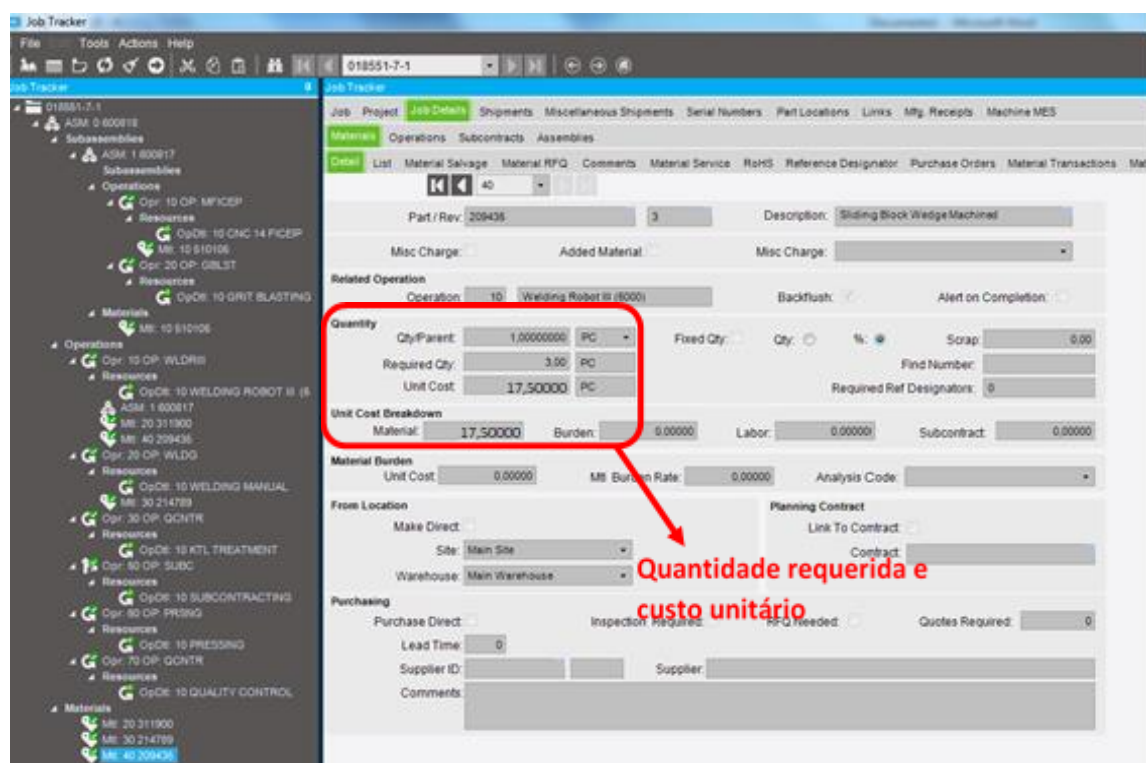 Job Tracker
File Tools Actions Help
018551-7-1
Job Tracker
Job Tracker
018551-7-1
ASM: 0 600818
Subassemblies
ASM: 1 600817
Subassemblies
Operations
Opr: 10 OP: MFICEP
Resources
OpDtl: 10 CNC 14 FICEP
Mtl: 10 610106
Opr: 20 OP: GBLST
Resources
OpDtl: 10 GRIT BLASTING
Materials
Mtl: 10 610106
Operations
Opr: 10 OP: WLDRIII
Resources
OpDtl: 10 WELDING ROBOT III (6
ASM: 1 600817
Mtl: 20 311900
Mtl: 40 209436
Opr: 20 OP: WLDG
Resources
OpDtl: 10 WELDING MANUAL
Mtl: 30 214789
Opr: 30 OP: QCNTR
Resources
OpDtl: 10 KTL TREATMENT
Opr: 50 OP: SUBC
Resources
OpDtl: 10 SUBCONTRACTING
Opr: 60 OP: PRSNG
Resources
OpDtl: 10 PRESSING
Opr: 70 OP: QCNTR
Resources
OpDtl: 10 QUALITY CONTROL
Materials
Mtl: 20 311900
Mtl: 30 214789
Mtl: 40 209436
Job Project Job Details Shipments Miscellaneous Shipments Serial Numbers Part Locations Links Mfg. Receipts Machine MES
Materials Operations Subcontracts Assemblies
Detail List Material Salvage Material RFQ Comments Material Service RoHS Reference Designator Purchase Orders Material Transactions Mat
40
Part / Rev: 209436 3 Description: Sliding Block Wedge Machined
Misc Charge: Added Material: Misc Charge:
Related Operation
Operation: 10 Welding Robot III (6000) Backflush: Alert on Completion:
Quantity
Qty/Parent: 1,00000000 PC Fixed Qty: Qty: %: Scrap: 0,00
Required Qty: 3,00 PC Find Number:
Unit Cost: 17,50000 PC Required Ref Designators: 0
Unit Cost Breakdown
Material: 17,50000 Burden: 0,00000 Labor: 0,00000 Subcontract: 0,00000
Material Burden
Unit Cost: 0,00000 Mtl Burden Rate: 0,00000 Analysis Code:
From Location Planning Contract
Make Direct: Link To Contract:
Site: Main Site Contract:
Warehouse: Main Warehouse
Quantidade requerida e
custo unitário
Purchasing
Purchase Direct: Inspection Required: RFQ Needed: Quotes Required: 0
Lead Time: 0
Supplier ID: Supplier:
Comments: